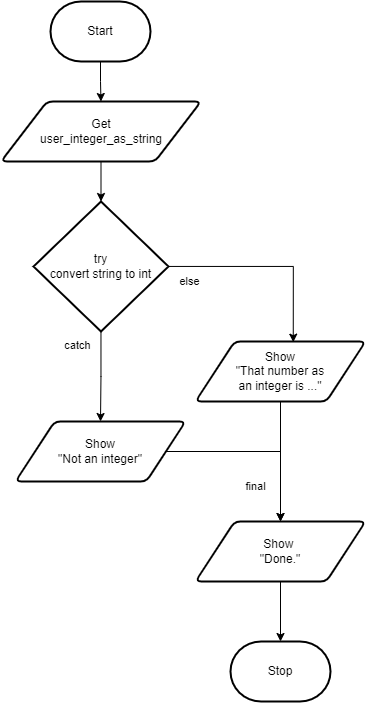 Start
Get
user_integer_as_string
try
convert string to int
else
catch
Show
"That number as
an integer is ..."
Show
"Not an integer"
final
Show
"Done."
Stop